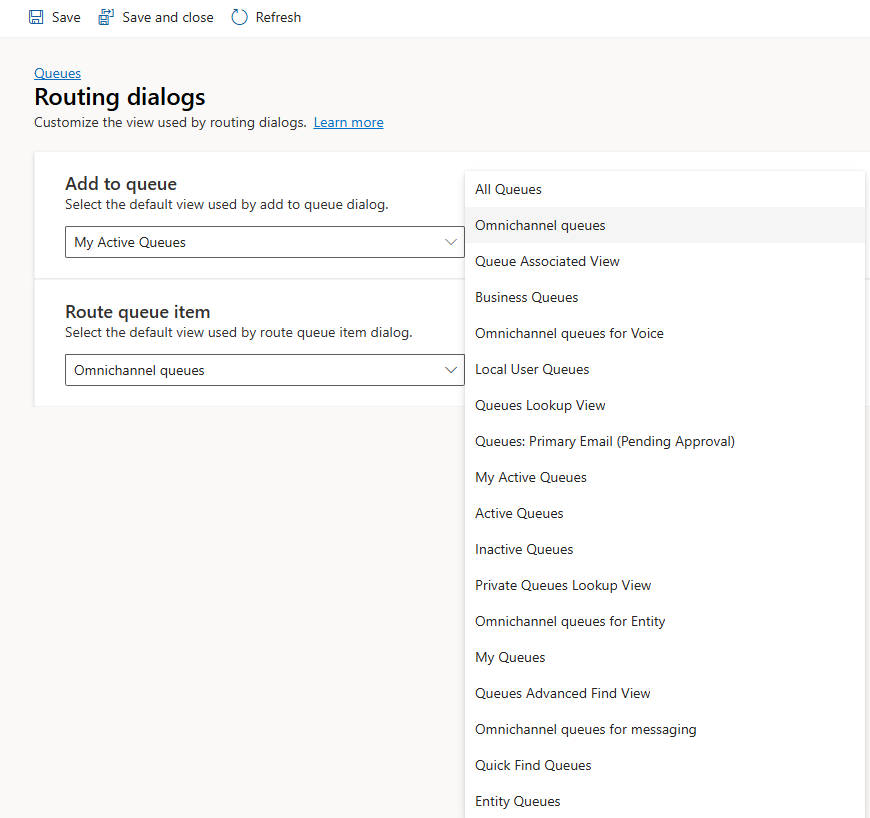 Save
Save and close
Refresh
Queues
Routing dialogs
Customize the view used by routing dialogs. Learn more
Add to queue
Select the default view used by add to queue dialog.
My Active Queues
Route queue item
Select the default view used by route queue item dialog.
Omnichannel queues
All Queues
Omnichannel queues
Queue Associated View
Business Queues
Omnichannel queues for Voice
Local User Queues
Queues Lookup View
Queues: Primary Email (Pending Approval)
My Active Queues
Active Queues
Inactive Queues
Private Queues Lookup View
Omnichannel queues for Entity
My Queues
Queues Advanced Find View
Omnichannel queues for messaging
Quick Find Queues
Entity Queues